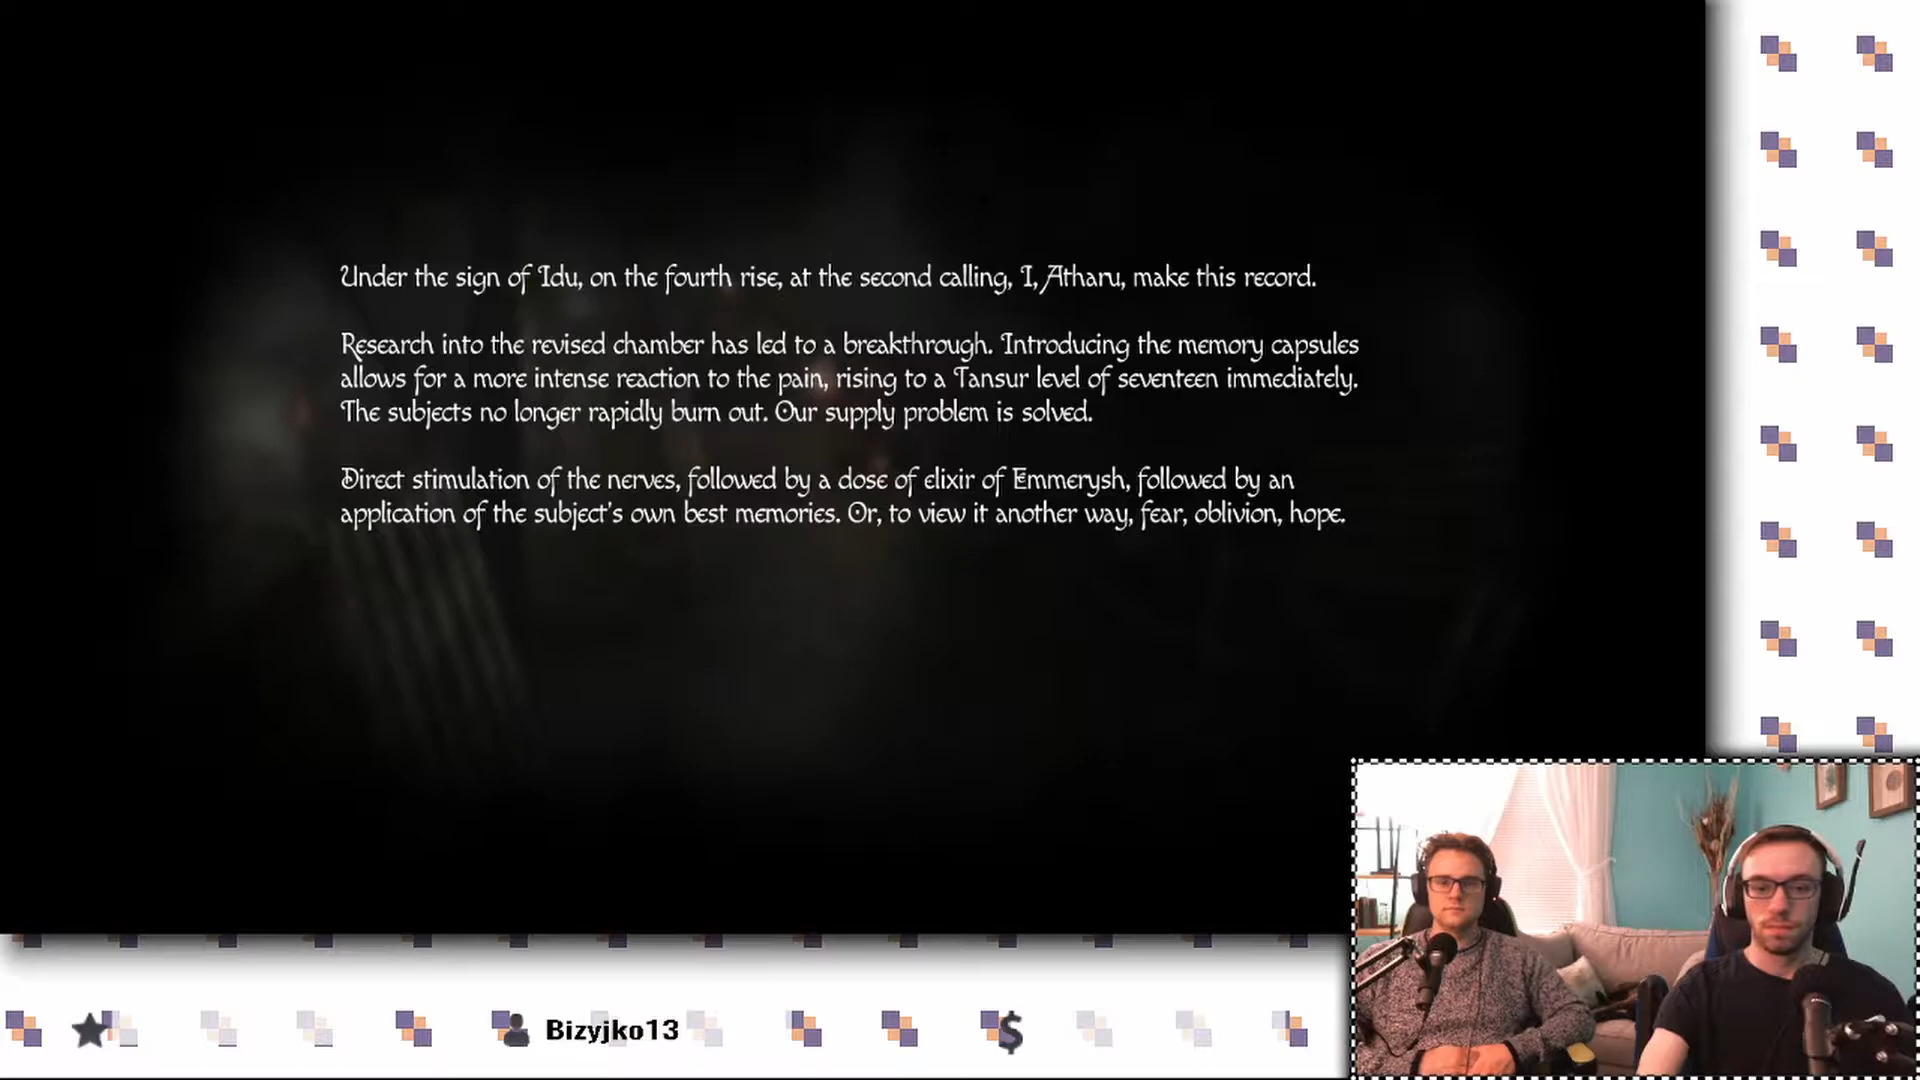 Under the sign of Idu, on the fourth rise, at the second calling, I, Atharu, make this record.
Research into the revised chamber has led to a breakthrough. Introducing the memory capsules
allows for a more intense reaction to the pain, rising to a Tansur level of seventeen immediately.
The subjects no longer rapidly burn out. Our supply problem is solved.
Direct stimulation of the nerves, followed by a dose of elixir of Emmerysh, followed by an
application of the subject's own best memories. Or, to view it another way, fear, oblivion, hope.
Bizyjko13
$